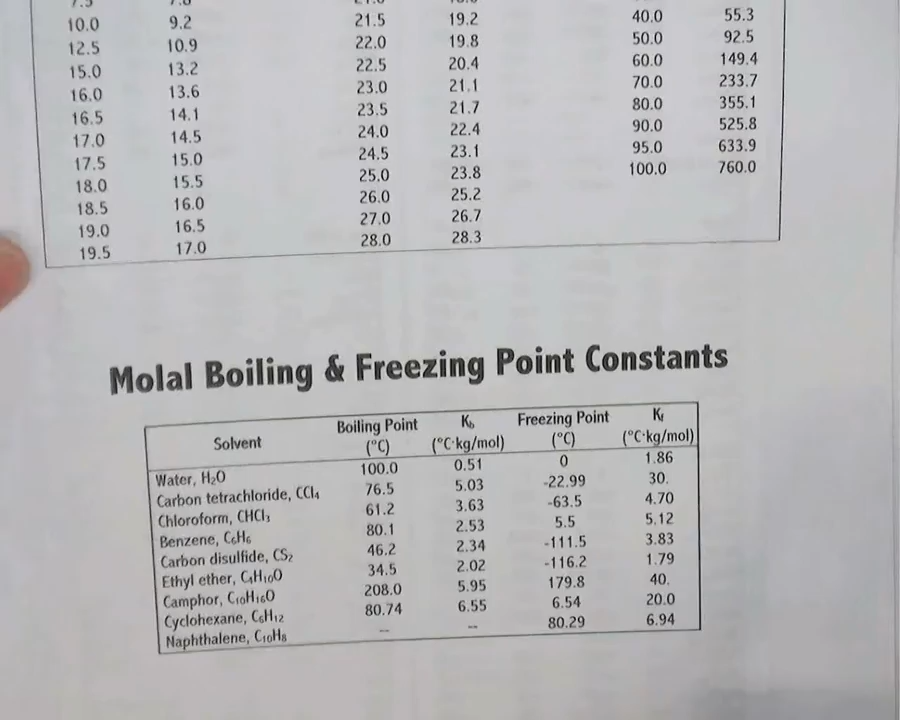 10.0 9.2 21.5 19.2 40.0 55.3
12.5 10.9 22.0 19.8 50.0 92.5
15.0 13.2 22.5 20.4 60.0 149.4
16.0 13.6 23.0 21.1 70.0 233.7
16.5 14.1 23.5 21.7 80.0 355.1
17.0 14.5 24.0 22.4 90.0 525.8
17.5 15.0 24.5 23.1 95.0 633.9
18.0 15.5 25.0 23.8 100.0 760.0
18.5 16.0 26.0 25.2
19.0 16.5 27.0 26.7
19.5 17.0 28.0 28.3
Molal Boiling & Freezing Point Constants
Solvent Boiling Point (°C) K_b (°C·kg/mol) Freezing Point (°C) K_f (°C·kg/mol)
Water, H₂O 100.0 0.51 0 1.86
Carbon tetrachloride, CCl₄ 76.5 5.03 -22.99 30.
Chloroform, CHCl₃ 61.2 3.63 -63.5 4.70
Benzene, C₆H₆ 80.1 2.53 5.5 5.12
Carbon disulfide, CS₂ 46.2 2.34 -111.5 3.83
Ethyl ether, C₄H₁₀O 34.5 2.02 -116.2 1.79
Camphor, C₁₀H₁₆O 208.0 5.95 179.8 40.
Cyclohexane, C₆H₁₂ 80.74 6.55 6.54 20.0
Naphthalene, C₁₀H₈ -- -- 80.29 6.94